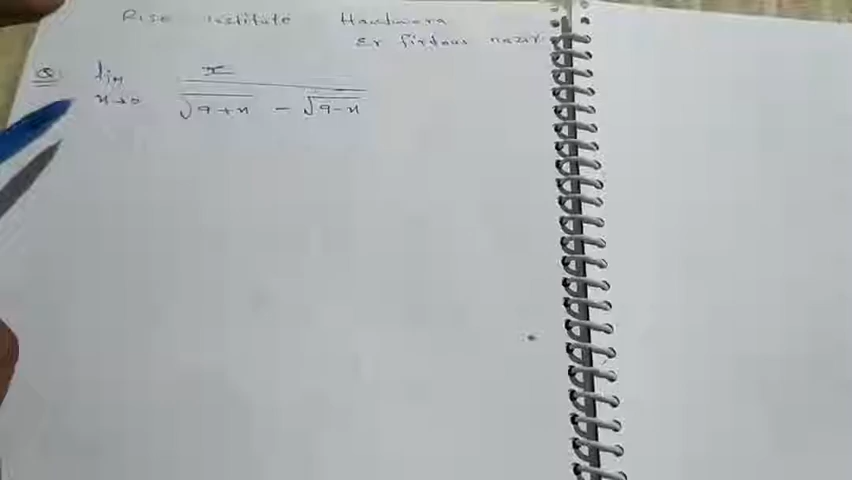 Rise institute Handwara
Er firdous nazir
Q: lim x→0 x / (√9+x - √9-x)